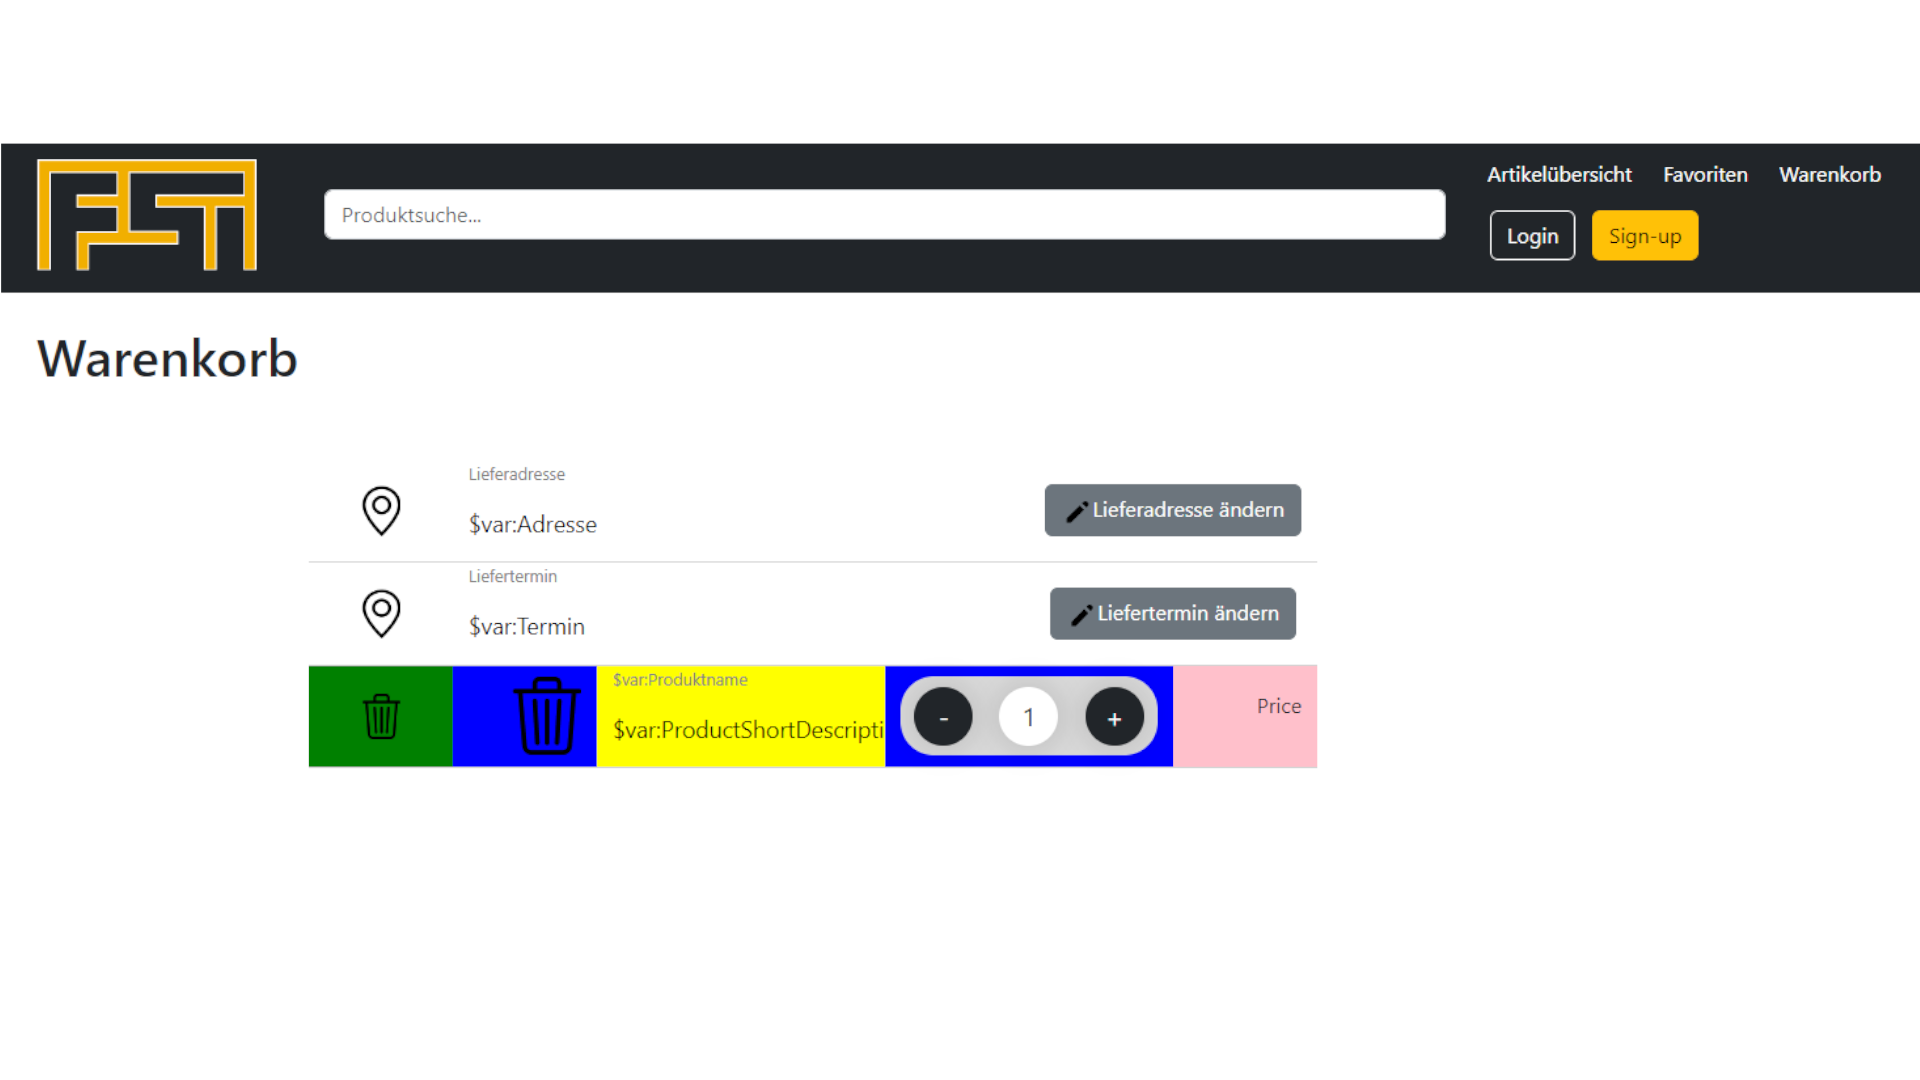 FST
Artikelübersicht Favoriten Warenkorb
Produktsuche...
Login Sign-up
Warenkorb
Lieferadresse
$var:Adresse
Lieferadresse ändern
Liefertermin
$var:Termin
Liefertermin ändern
$var:Produktname
$var:ProductShortDescripti
- 1 +
Price